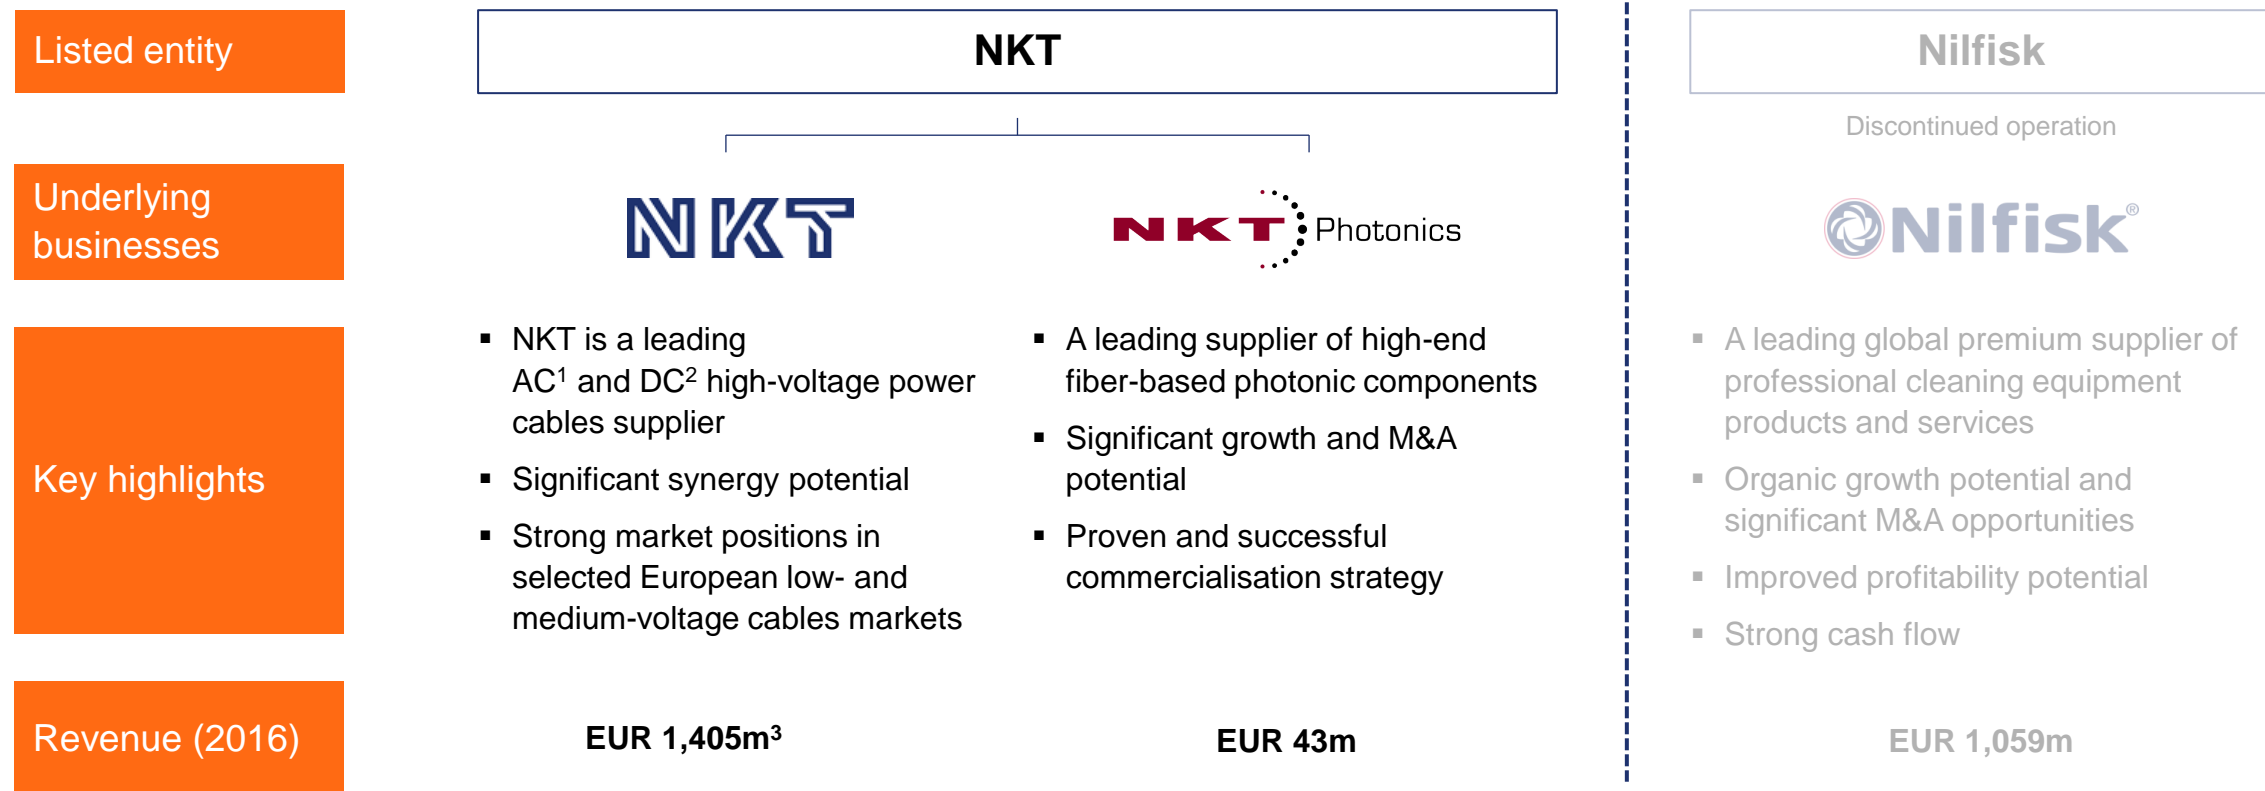 Listed entity
NKT
Nilfisk
Discontinued operation
Underlying
businesses
NKT
NKT Photonics
Nilfisk®
Key highlights
▪ NKT is a leading
AC¹ and DC² high-voltage power
cables supplier
▪ Significant synergy potential
▪ Strong market positions in
selected European low- and
medium-voltage cables markets
▪ A leading supplier of high-end
fiber-based photonic components
▪ Significant growth and M&A
potential
▪ Proven and successful
commercialisation strategy
▪ A leading global premium supplier of
professional cleaning equipment
products and services
▪ Organic growth potential and
significant M&A opportunities
▪ Improved profitability potential
▪ Strong cash flow
Revenue (2016)
EUR 1,405m³
EUR 43m
EUR 1,059m